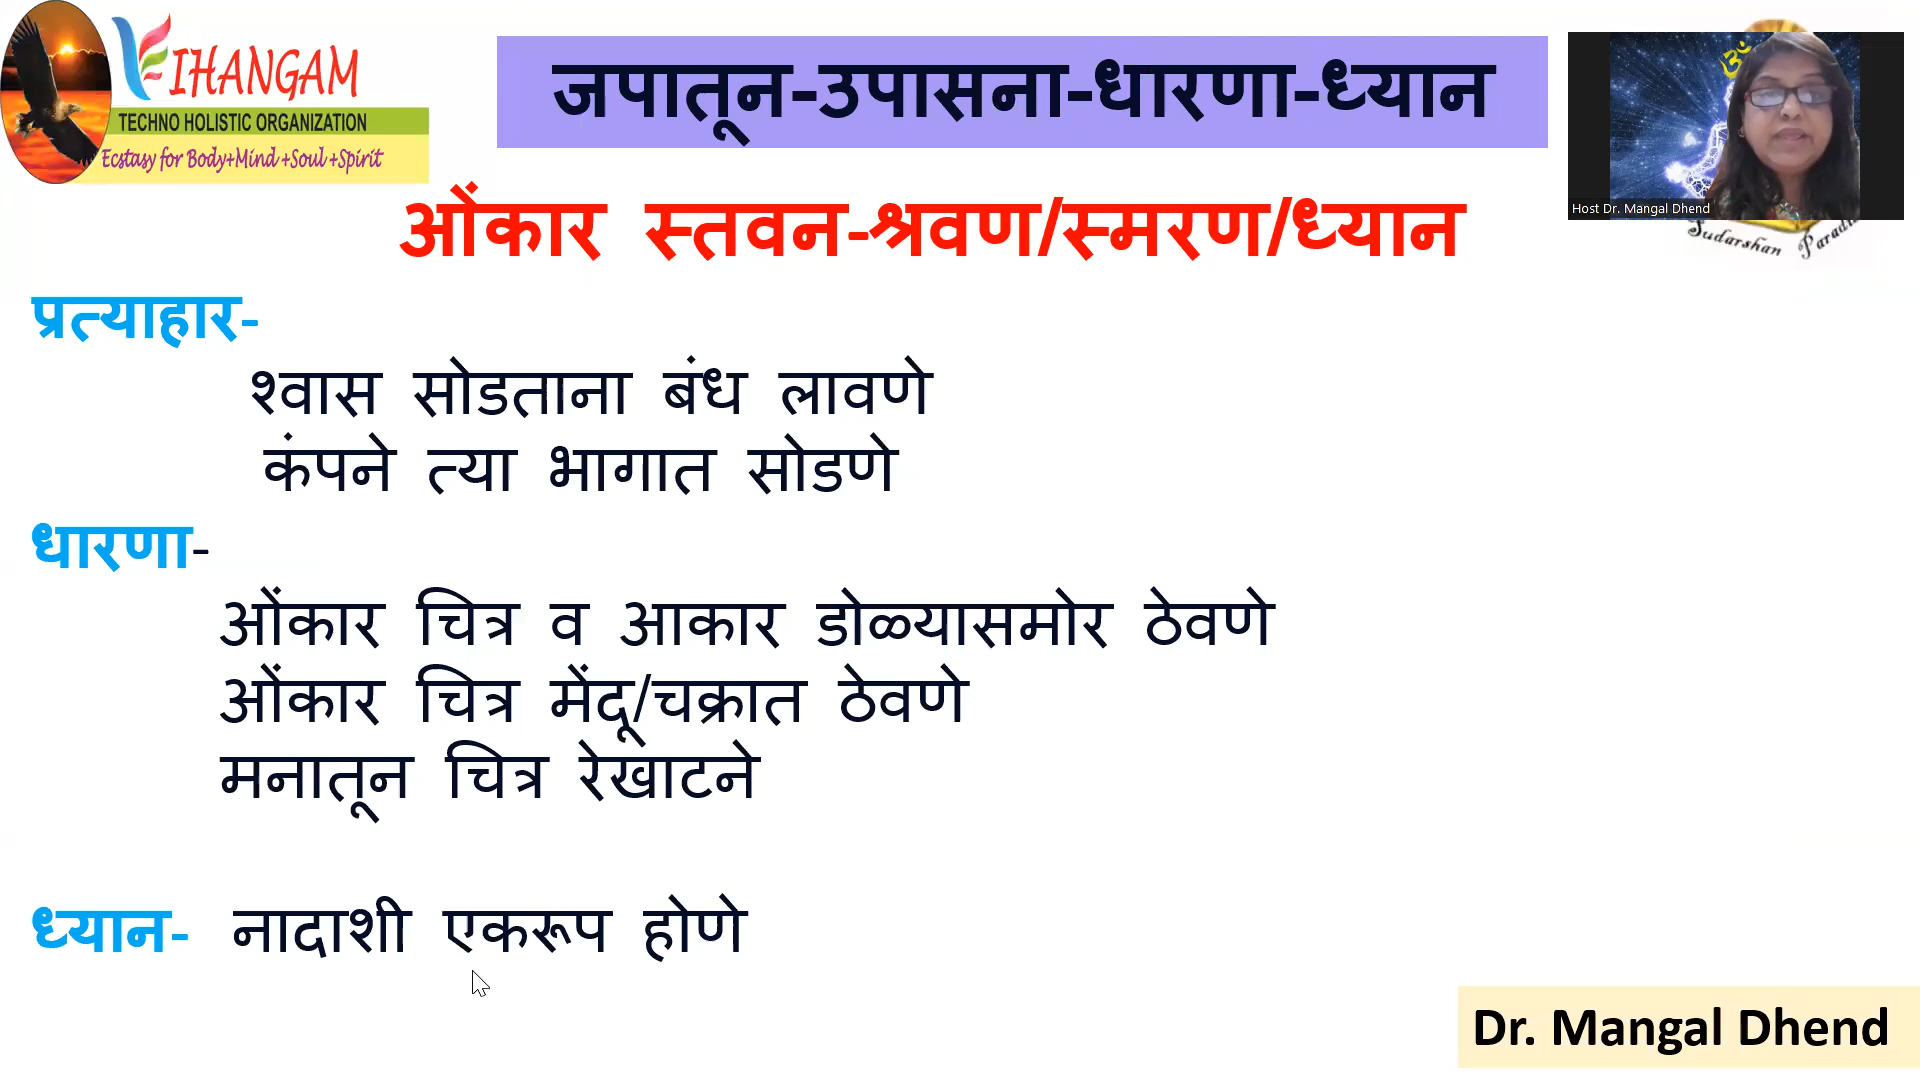 VIHANGAM
TECHNO HOLISTIC ORGANIZATION
Ecstasy for Body+Mind +Soul +Spirit
जपातून-उपासना-धारणा-ध्यान
ॐ
Host Dr. Mangal Dhend
Sudarshan
ओंकार स्तवन-श्रवण/स्मरण/ध्यान
प्रत्याहार-
श्वास सोडताना बंध लावणे
कंपने त्या भागात सोडणे
धारणा-
ओंकार चित्र व आकार डोळ्यासमोर ठेवणे
ओंकार चित्र मेंदू/चक्रात ठेवणे
मनातून चित्र रेखाटने
ध्यान- नादाशी एकरूप होणे
Dr. Mangal Dhend